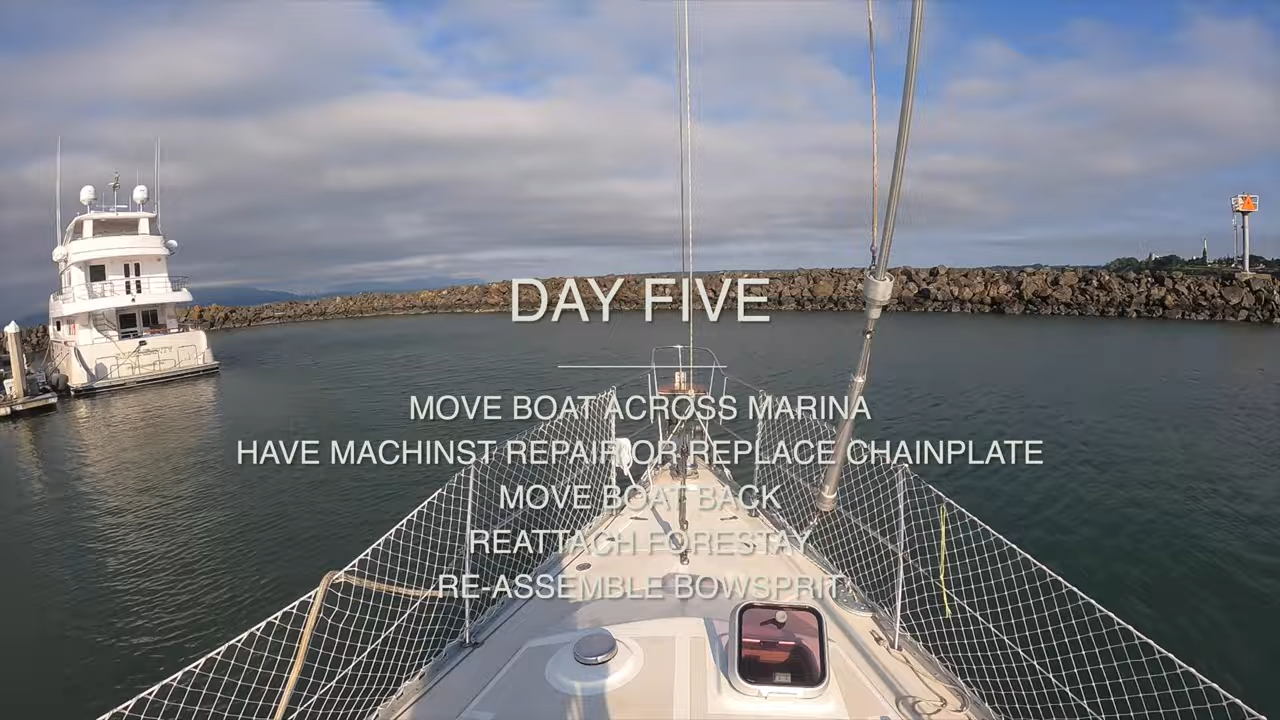 DAY FIVE
MOVE BOAT ACROSS MARINA
HAVE MACHINST REPAIR OR REPLACE CHAINPLATE
MOVE BOAT BACK
REATTACH FORESTAY
RE-ASSEMBLE BOWSPRIT